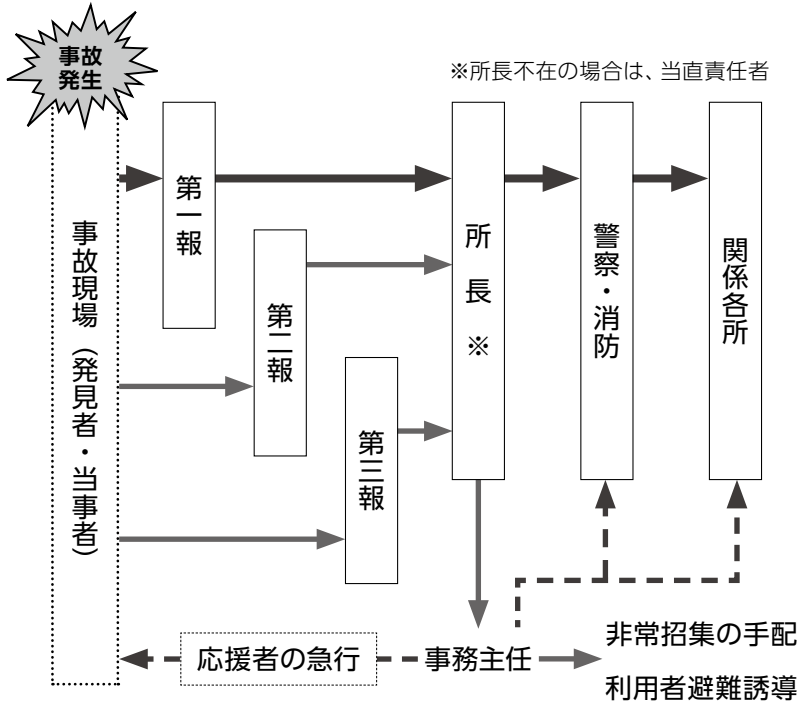 事故
発生
※所長不在の場合は、当直責任者
事故現場（発見者・当事者）
第一報
第二報
第三報
所長※
警察・消防
関係各所
応援者の急行
事務主任
非常招集の手配
利用者避難誘導